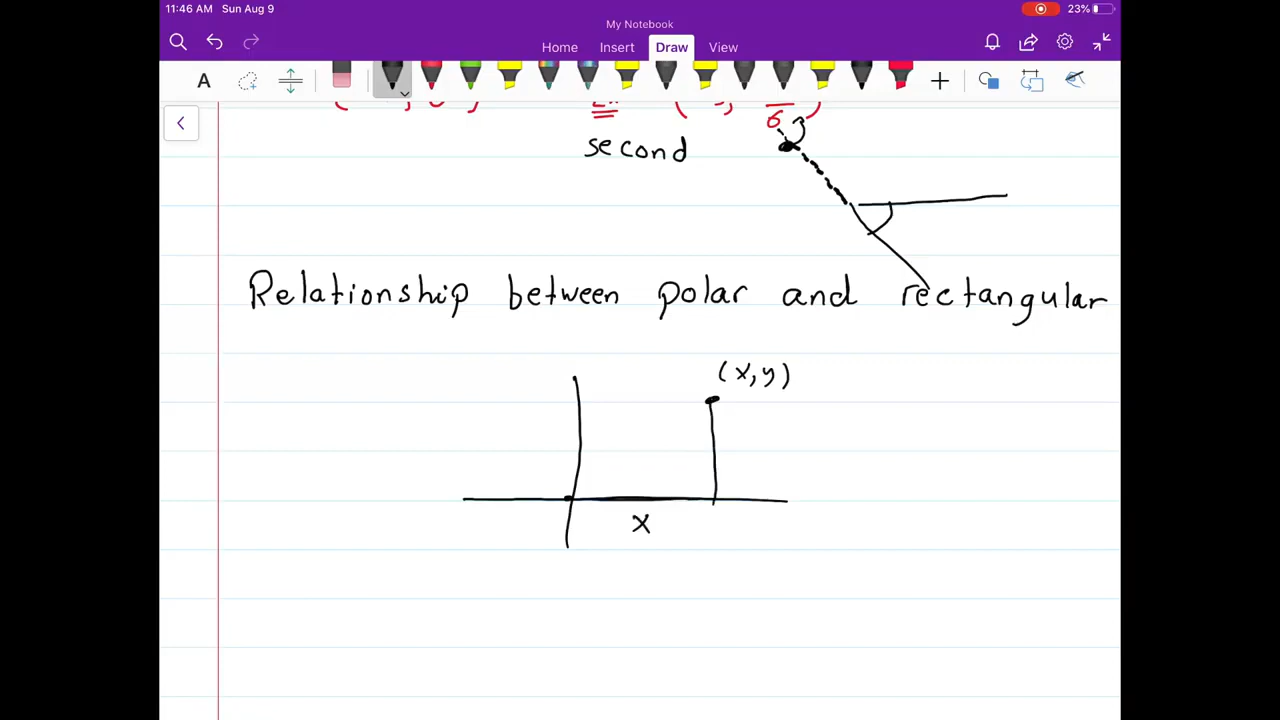 11:46 AM Sun Aug 9
23%
My Notebook
Home Insert Draw View
A
6
second
Relationship between polar and rectangular
(x,y)
x